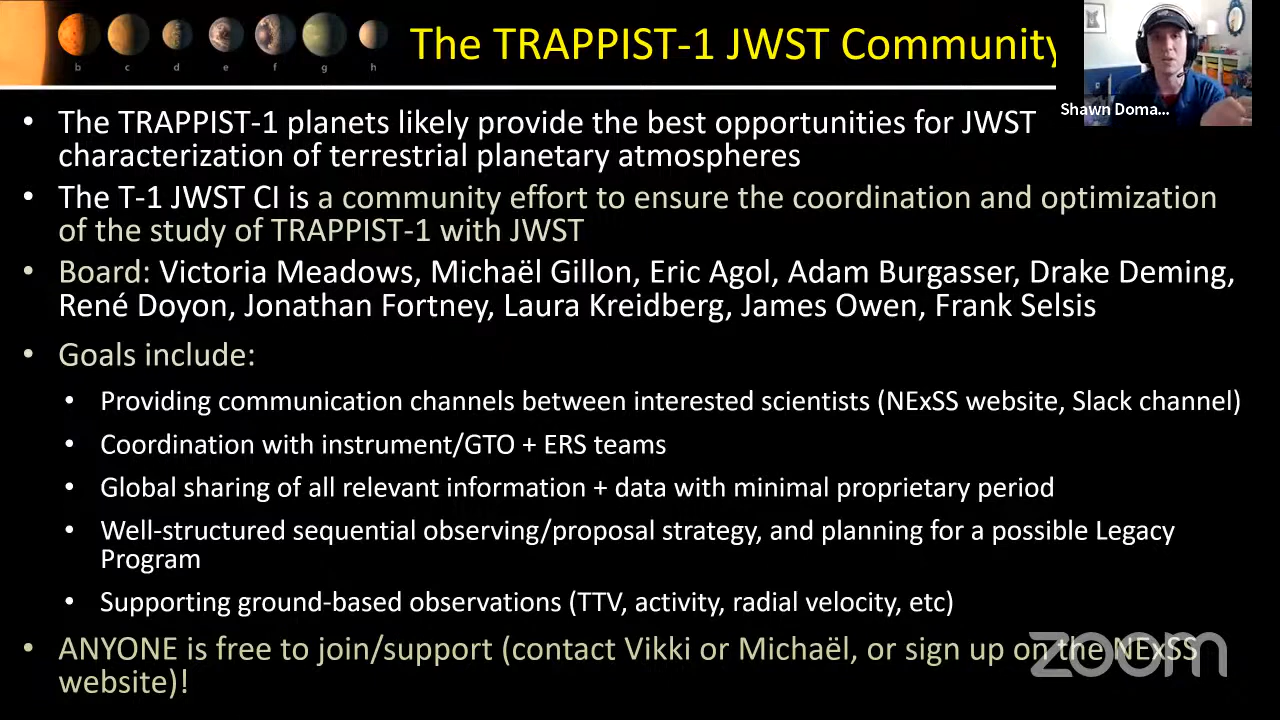 The TRAPPIST-1 JWST Community
b c d e f g h
Shawn Doma...
• The TRAPPIST-1 planets likely provide the best opportunities for JWST
characterization of terrestrial planetary atmospheres
• The T-1 JWST CI is a community effort to ensure the coordination and optimization
of the study of TRAPPIST-1 with JWST
• Board: Victoria Meadows, Michaël Gillon, Eric Agol, Adam Burgasser, Drake Deming,
René Doyon, Jonathan Fortney, Laura Kreidberg, James Owen, Frank Selsis
• Goals include:
• Providing communication channels between interested scientists (NExSS website, Slack channel)
• Coordination with instrument/GTO + ERS teams
• Global sharing of all relevant information + data with minimal proprietary period
• Well-structured sequential observing/proposal strategy, and planning for a possible Legacy
Program
• Supporting ground-based observations (TTV, activity, radial velocity, etc)
• ANYONE is free to join/support (contact Vikki or Michaël, or sign up on the NExSS
website)!
zoom